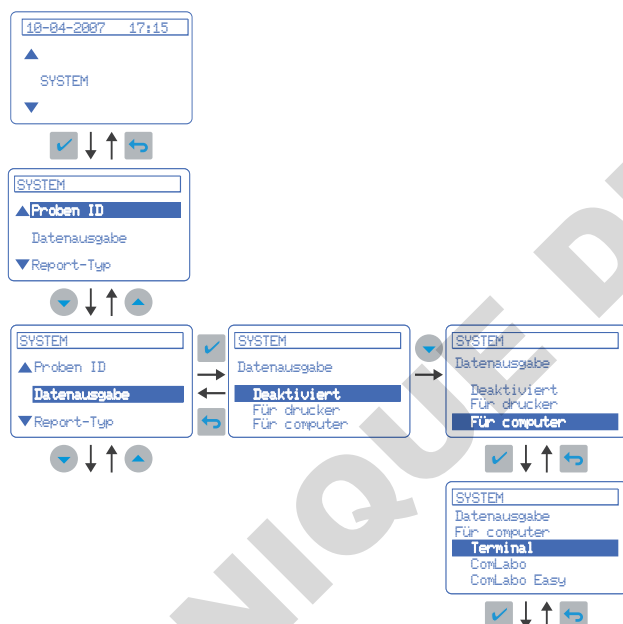 10-04-2007 17:15
SYSTEM
SYSTEM
Proben ID
Datenausgabe
Report-Typ
SYSTEM
Proben ID
Datenausgabe
Report-Typ
SYSTEM
Datenausgabe
Deaktiviert
Für drucker
Für computer
SYSTEM
Datenausgabe
Deaktiviert
Für drucker
Für computer
SYSTEM
Datenausgabe
Für computer
Terminal
ComLabo
ComLabo Easy
NIQUE D